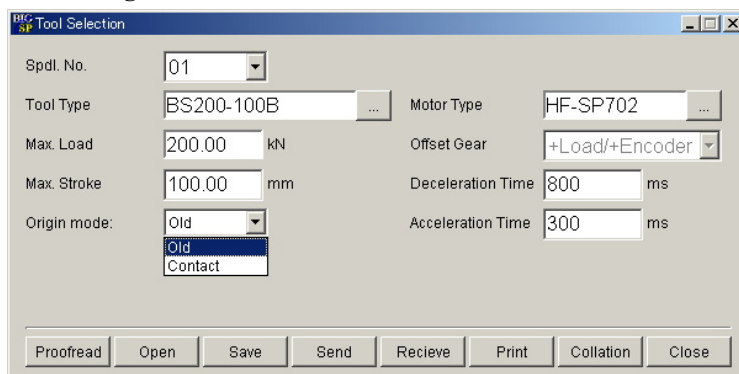 BIG SP Tool Selection
Spdl. No. 01
Tool Type BS200-100B ... Motor Type HF-SP702 ...
Max. Load 200.00 kN Offset Gear +Load/+Encoder
Max. Stroke 100.00 mm Deceleration Time 800 ms
Origin mode: Old Acceleration Time 300 ms
Old
Contact
Proofread Open Save Send Recieve Print Collation Close